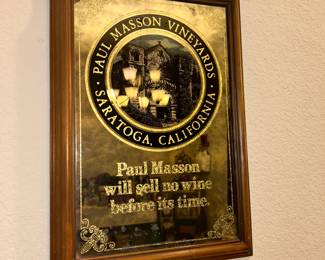 PAUL MASSON VINEYARDS
SARATOGA, CALIFORNIA
Paul Masson
will sell no wine
before its time.